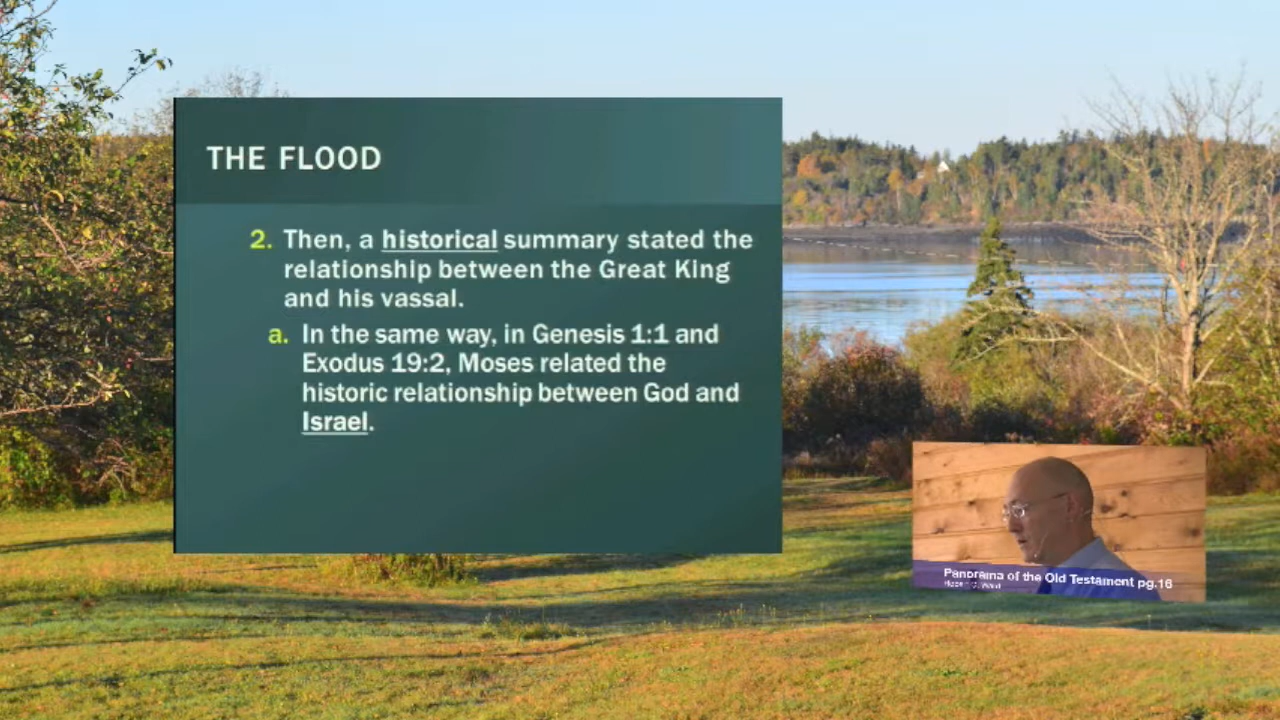 THE FLOOD
2. Then, a historical summary stated the
relationship between the Great King
and his vassal.
a. In the same way, in Genesis 1:1 and
Exodus 19:2, Moses related the
historic relationship between God and
Israel.
Panorama of the Old Testament pg.16